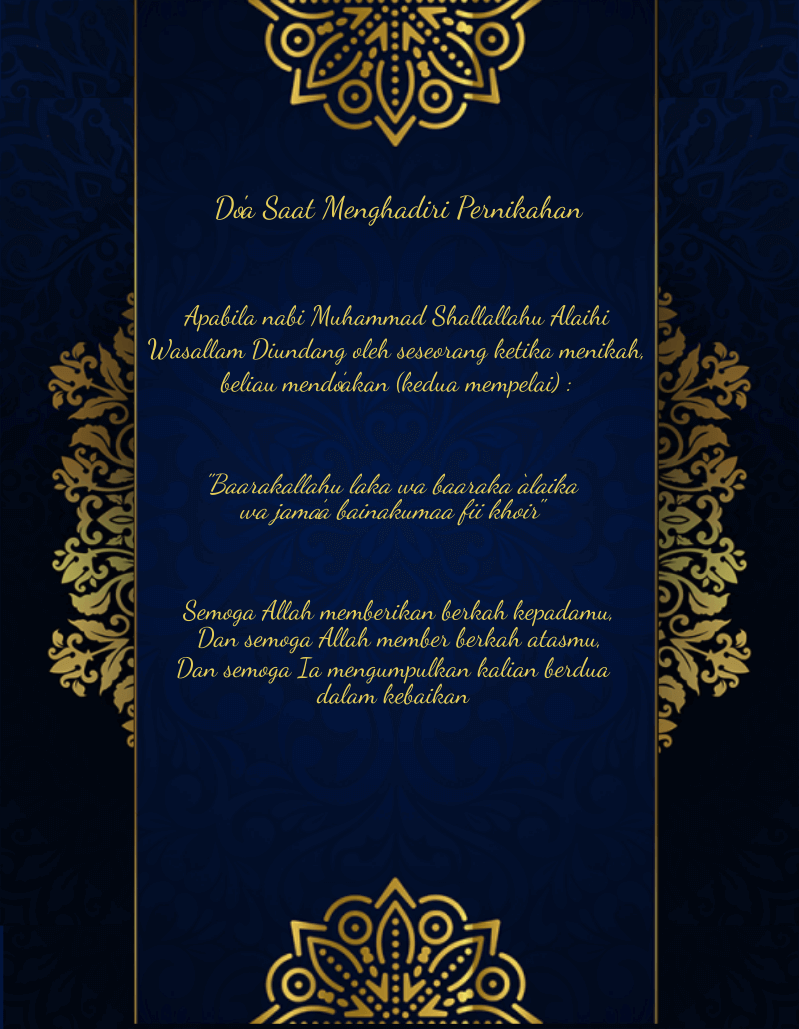 Do'a Saat Menghadiri Pernikahan
Apabila nabi Muhammad Shallallahu Alaihi
Wasallam Diundang oleh seseorang ketika menikah,
beliau mendo'akan (kedua mempelai) :
"Baarakallahu laka wa baaraka `alaika
wa jama'a bainakumaa fii khoir"
Semoga Allah memberikan berkah kepadamu,
Dan semoga Allah member berkah atasmu,
Dan semoga Ia mengumpulkan kalian berdua
dalam kebaikan